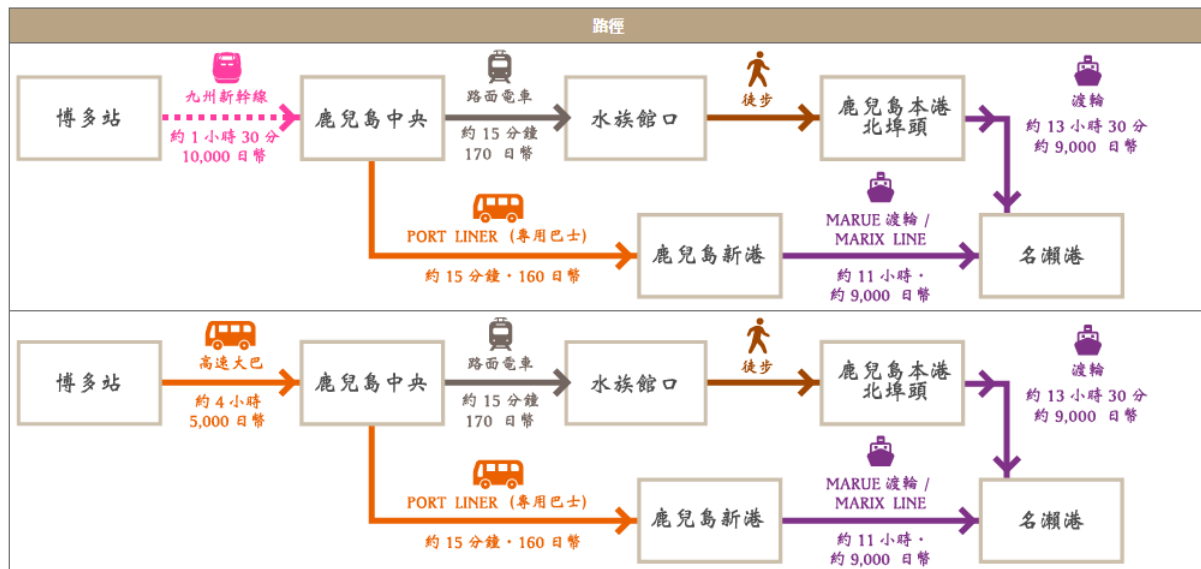 路徑
博多站
九州新幹線
約 1 小時 30 分
10,000 日幣
鹿兒島中央
路面電車
約 15 分鐘
170 日幣
水族館口
徒步
鹿兒島本港
北埠頭
渡輪
約 13 小時 30 分
約 9,000 日幣
PORT LINER (專用巴士)
約 15 分鐘・160 日幣
鹿兒島新港
MARUE 渡輪 /
MARIX LINE
約 11 小時・
約 9,000 日幣
名瀨港
博多站
高速大巴
約 4 小時
5,000 日幣
鹿兒島中央
路面電車
約 15 分鐘
170 日幣
水族館口
徒步
鹿兒島本港
北埠頭
渡輪
約 13 小時 30 分
約 9,000 日幣
PORT LINER (專用巴士)
約 15 分鐘・160 日幣
鹿兒島新港
MARUE 渡輪 /
MARIX LINE
約 11 小時・
約 9,000 日幣
名瀨港